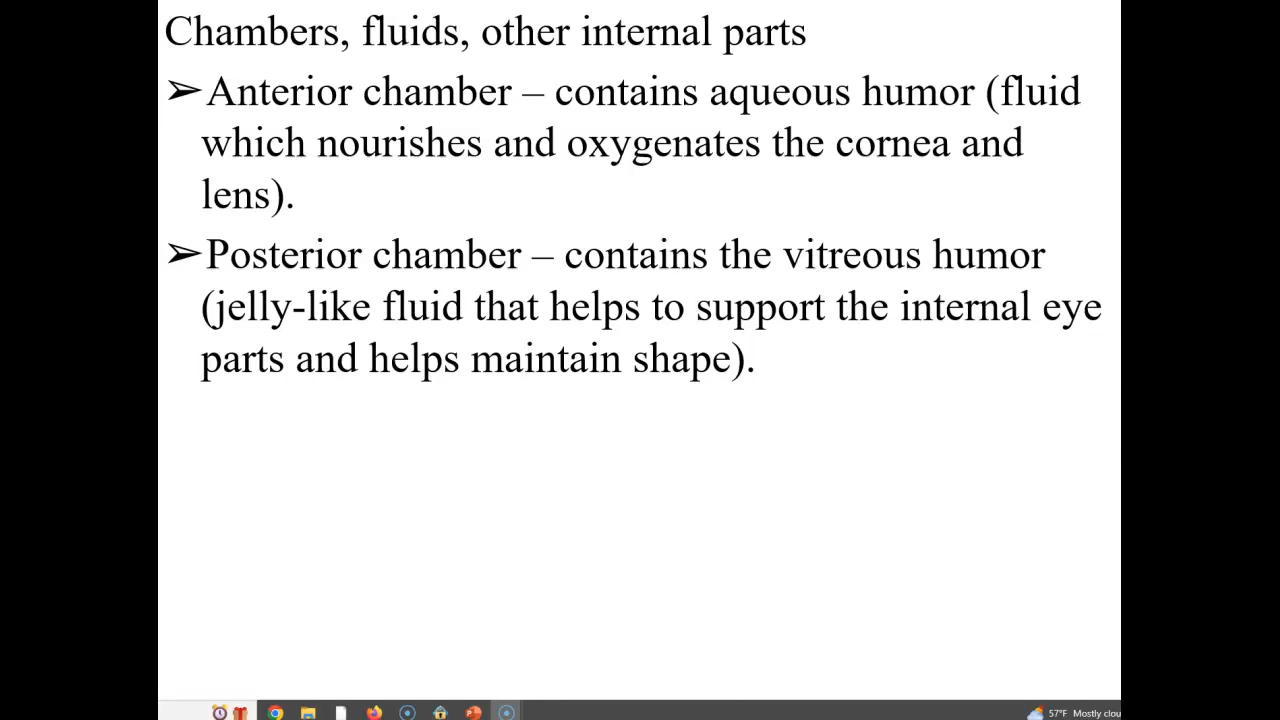 Chambers, fluids, other internal parts
➢Anterior chamber – contains aqueous humor (fluid
which nourishes and oxygenates the cornea and
lens).
➢Posterior chamber – contains the vitreous humor
(jelly-like fluid that helps to support the internal eye
parts and helps maintain shape).
57°F Mostly clou